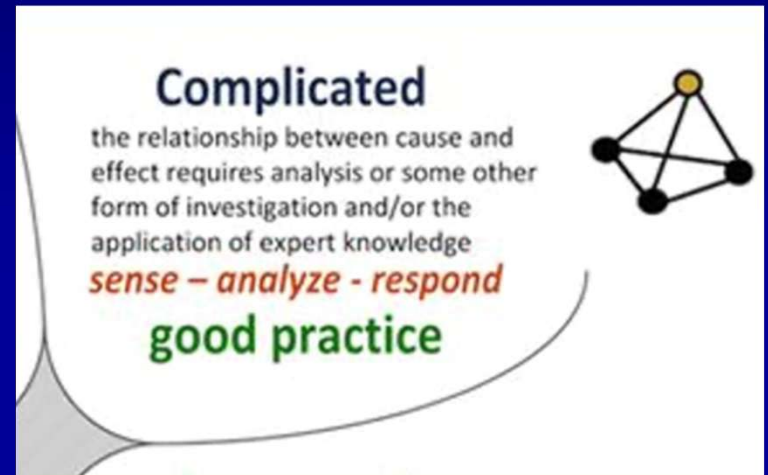 Complicated
the relationship between cause and
effect requires analysis or some other
form of investigation and/or the
application of expert knowledge
sense – analyze - respond
good practice